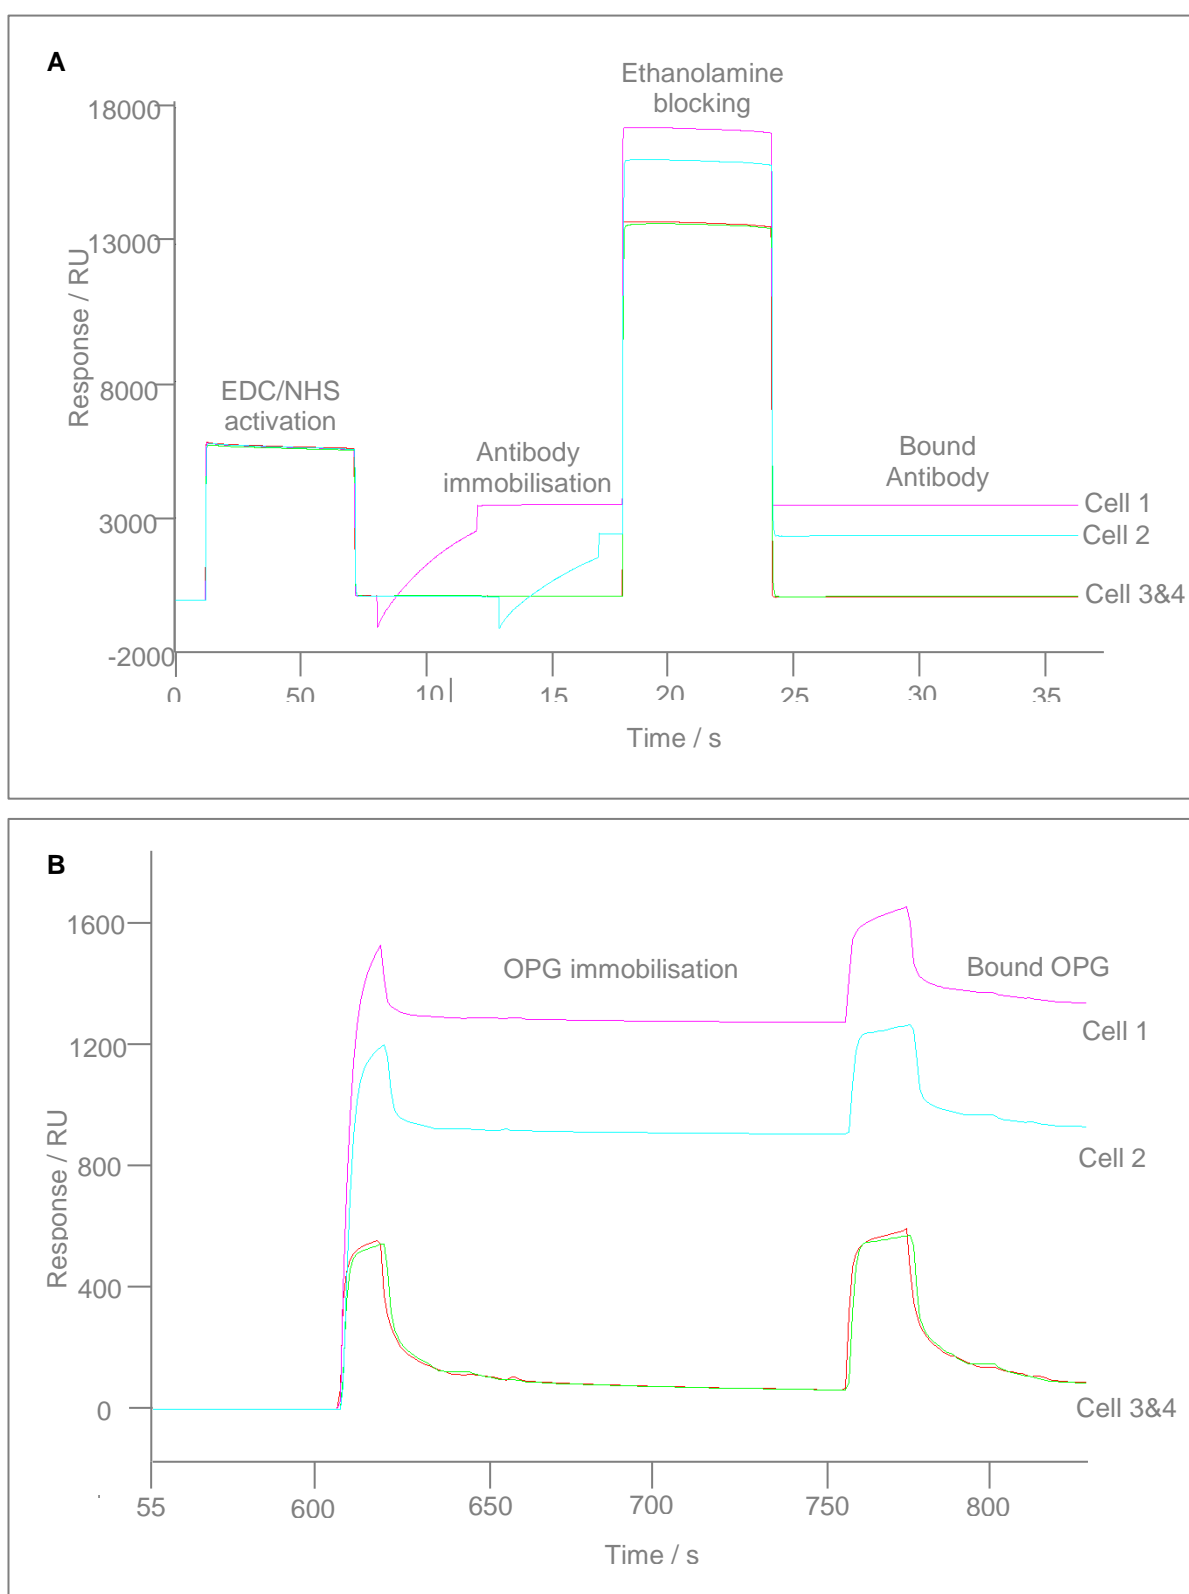 A
Ethanolamine
blocking
18000
13000
8000
3000
-2000
Response / RU
EDC/NHS
activation
Antibody
immobilisation
Bound
Antibody
Cell 1
Cell 2
Cell 3&4
0 50 10 15 20 25 30 35
Time / s
B
1600
1200
800
400
0
Response / RU
OPG immobilisation
Bound OPG
Cell 1
Cell 2
Cell 3&4
55 600 650 700 750 800
Time / s